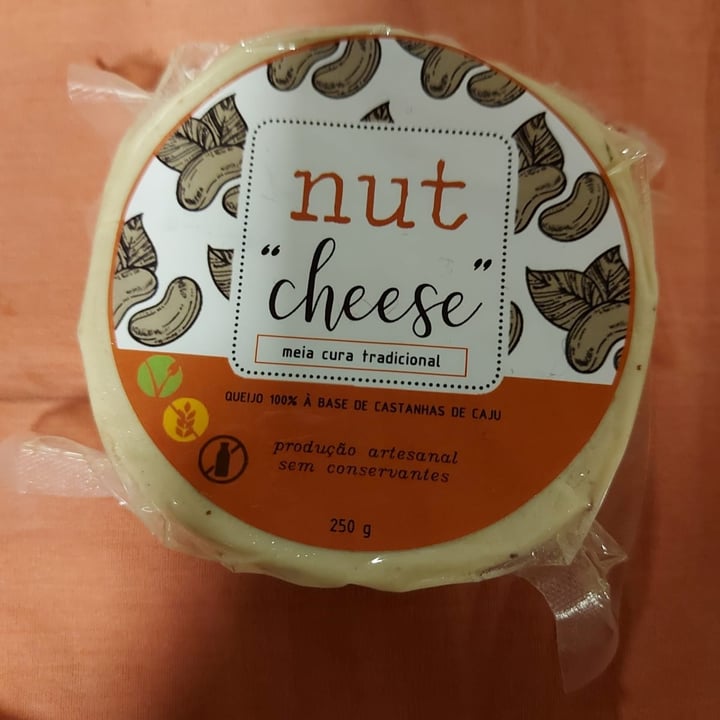 nut
“cheese”
meia cura tradicional
QUEIJO 100% À BASE DE CASTANHAS DE CAJU
produção artesanal
sem conservantes
250 g